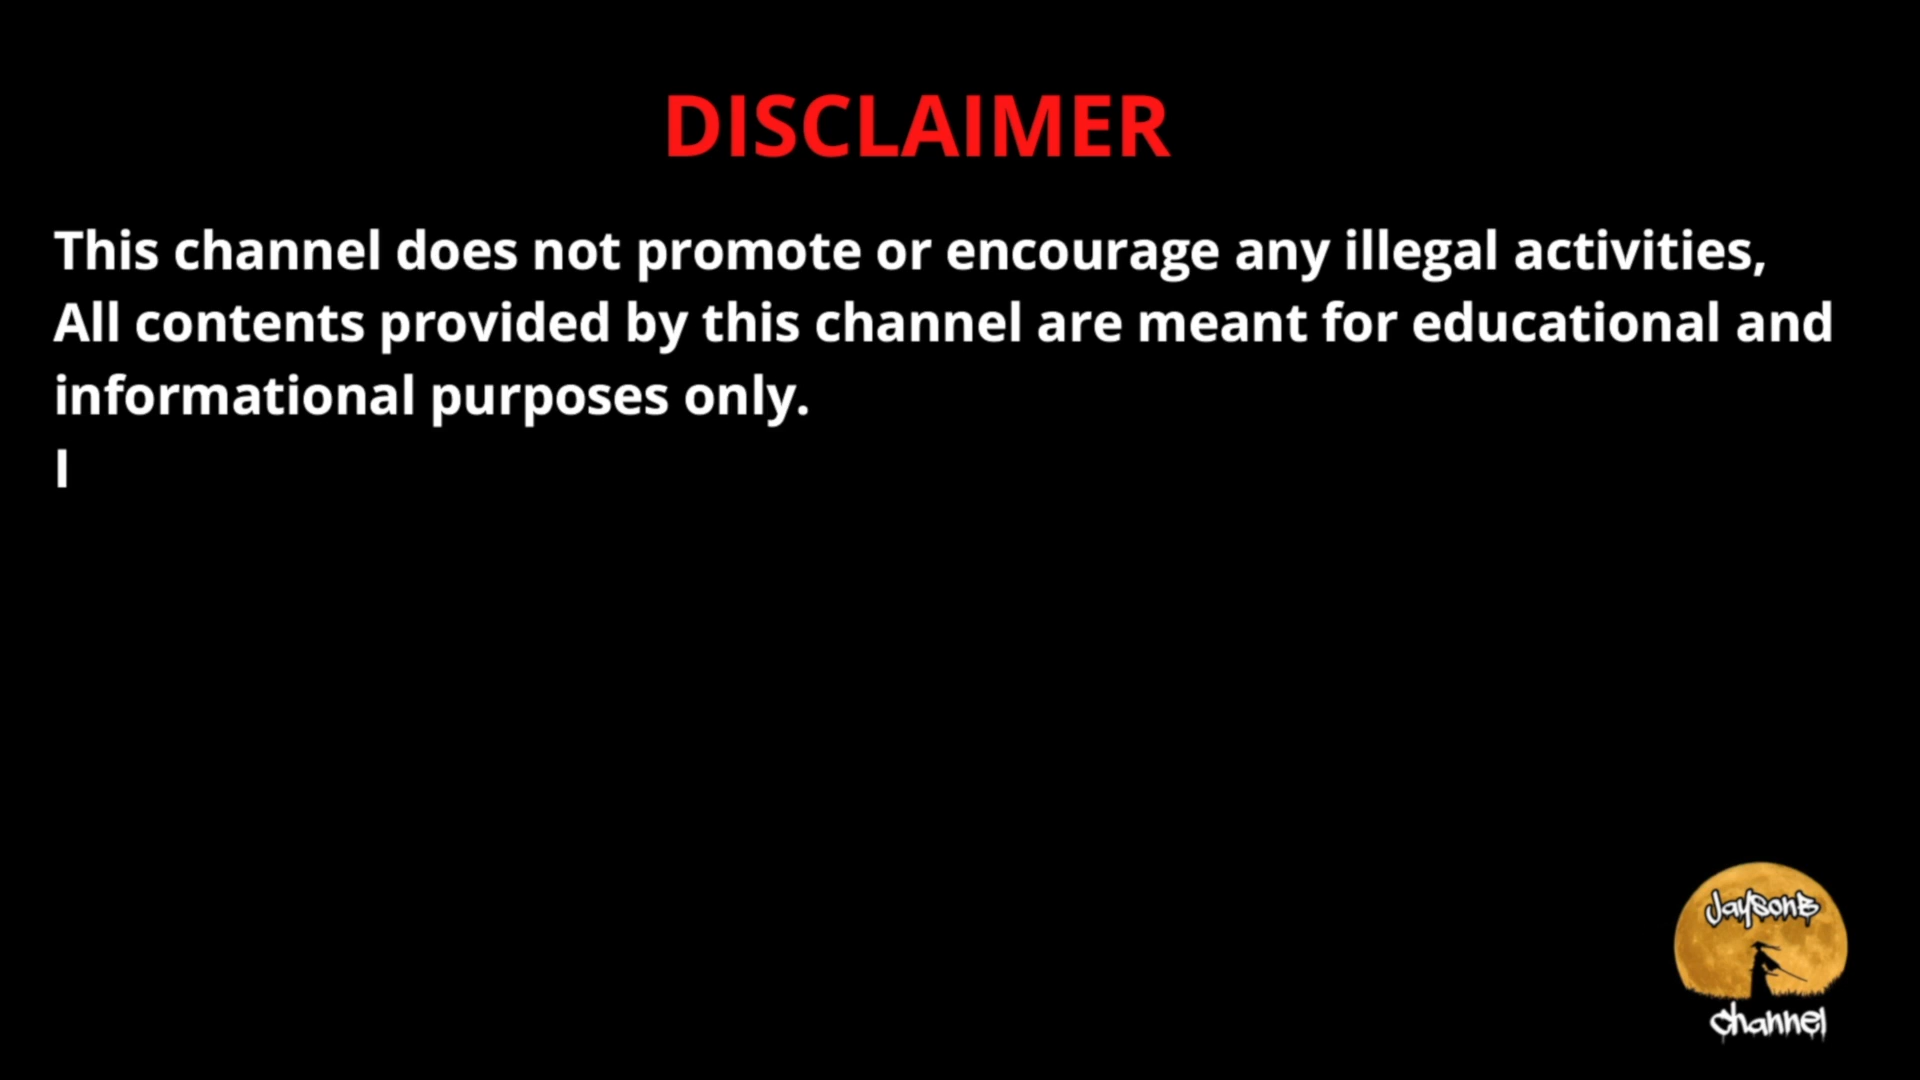 DISCLAIMER
This channel does not promote or encourage any illegal activities,
All contents provided by this channel are meant for educational and
informational purposes only.
I
JaysonB
channel